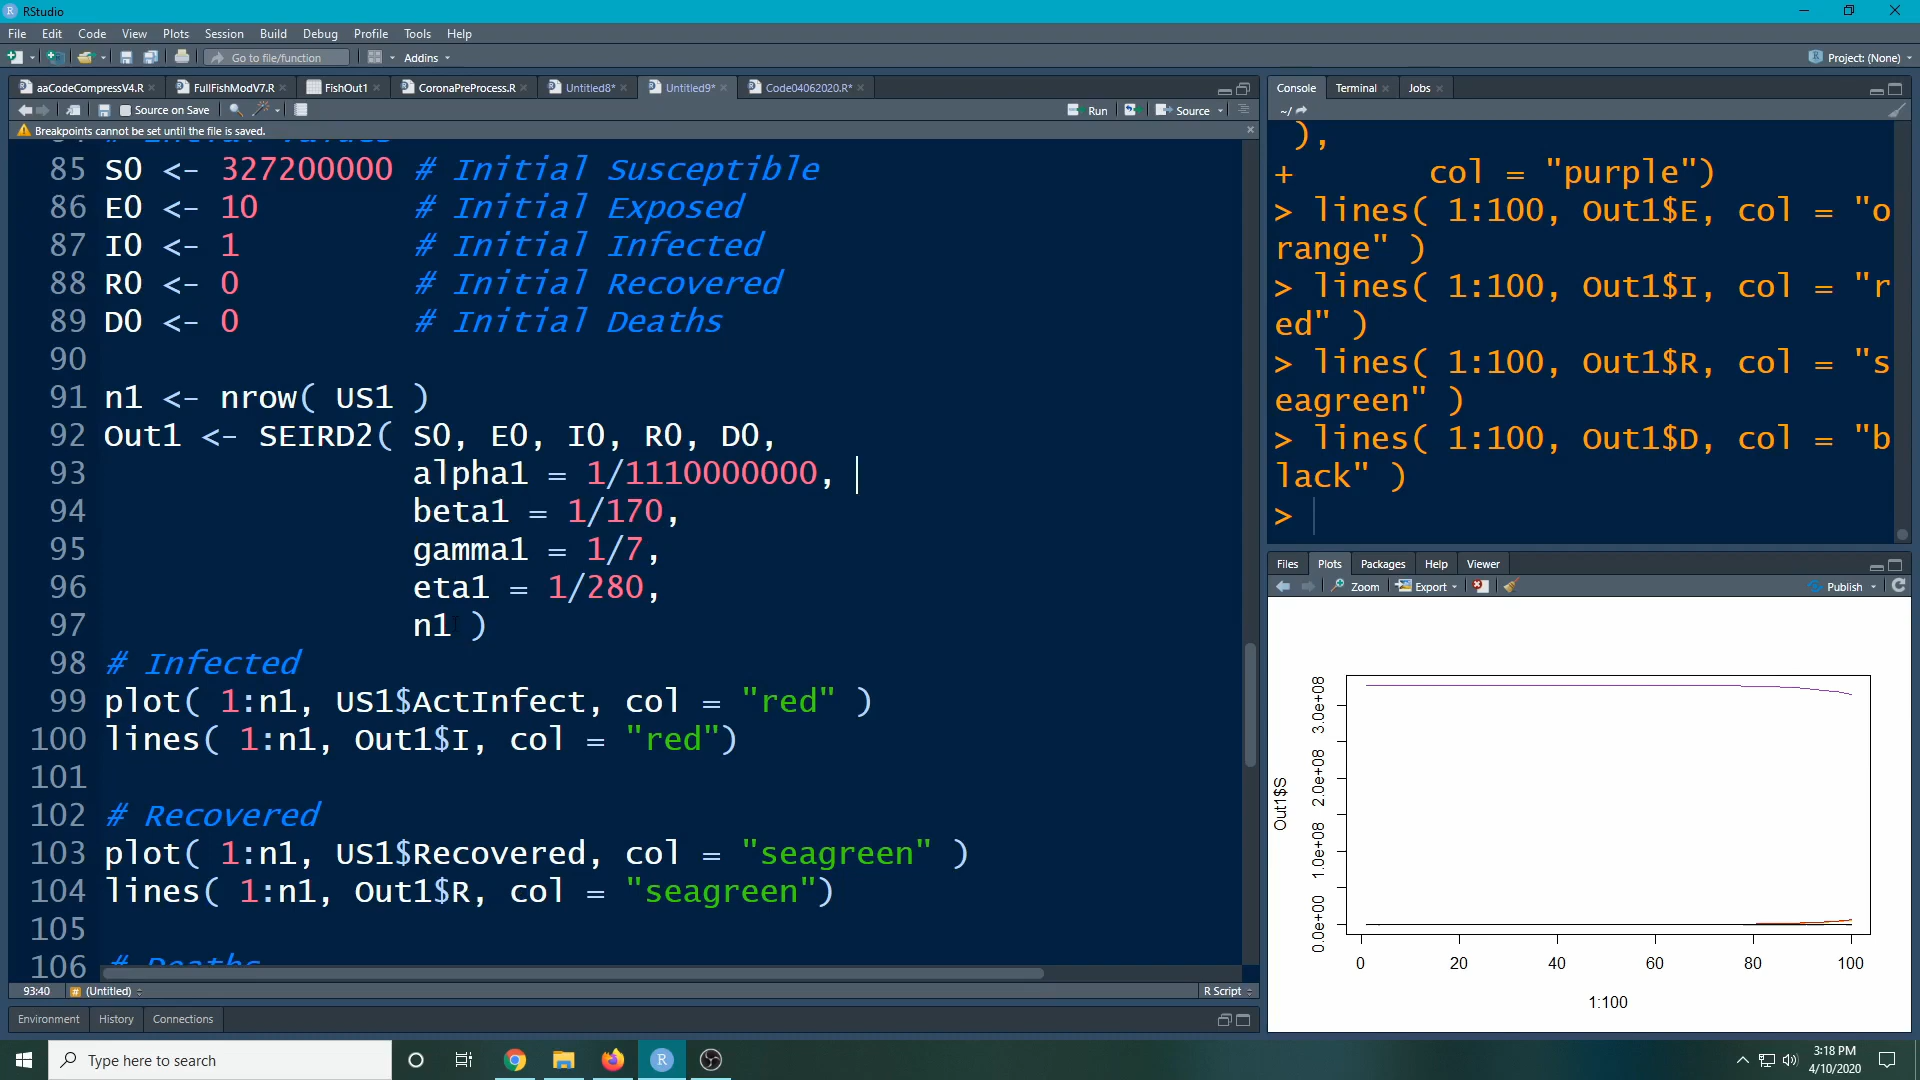 RStudio
File Edit Code View Plots Session Build Debug Profile Tools Help
Go to file/function Addins Project: (None)
aaCodeCompressV4.R FullFishModV7.R FishOut1 CoronaPreProcess.R Untitled8* Untitled9* Code04062020.R*
Source on Save Run Source
Breakpoints cannot be set until the file is saved.
85 S0 <- 327200000 # Initial Susceptible
86 E0 <- 10 # Initial Exposed
87 I0 <- 1 # Initial Infected
88 R0 <- 0 # Initial Recovered
89 D0 <- 0 # Initial Deaths
90
91 n1 <- nrow( US1 )
92 Out1 <- SEIRD2( S0, E0, I0, R0, D0,
93 alpha1 = 1/1110000000,
94 beta1 = 1/170,
95 gamma1 = 1/7,
96 eta1 = 1/280,
97 n1 )
98 # Infected
99 plot( 1:n1, US1$ActInfect, col = "red" )
100 lines( 1:n1, Out1$I, col = "red")
101
102 # Recovered
103 plot( 1:n1, US1$Recovered, col = "seagreen" )
104 lines( 1:n1, Out1$R, col = "seagreen")
105
106 # Deaths
93:40 # (Untitled) R Script
Environment History Connections
Console Terminal Jobs
~/
),
+ col = "purple")
> lines( 1:100, Out1$E, col = "o
range" )
> lines( 1:100, Out1$I, col = "r
ed" )
> lines( 1:100, Out1$R, col = "s
eagreen" )
> lines( 1:100, Out1$D, col = "b
lack" )
>
Files Plots Packages Help Viewer
Zoom Export Publish
Out1$S
3.0e+08
2.0e+08
1.0e+08
0.0e+00
0 20 40 60 80 100
1:100
Type here to search
3:18 PM
4/10/2020